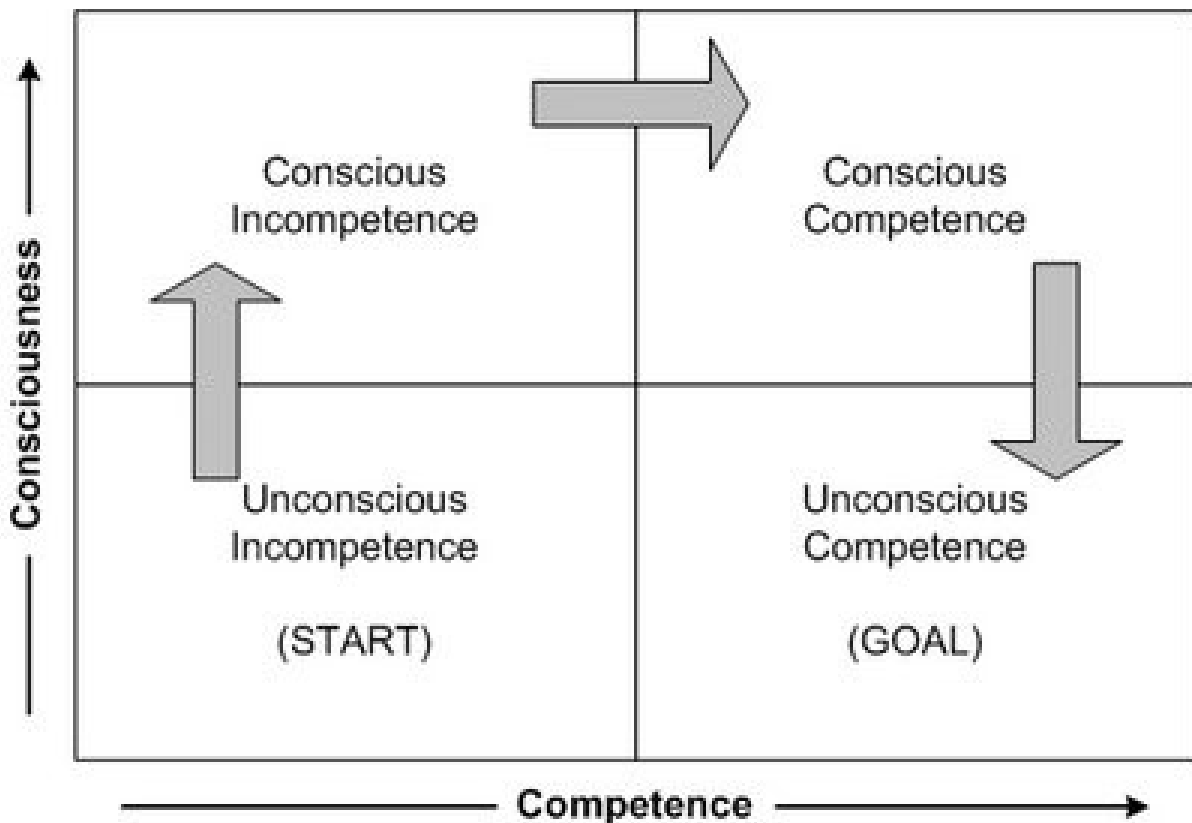 Conscious
Incompetence
Conscious
Competence
Unconscious
Incompetence
(START)
Unconscious
Competence
(GOAL)
Consciousness
Competence